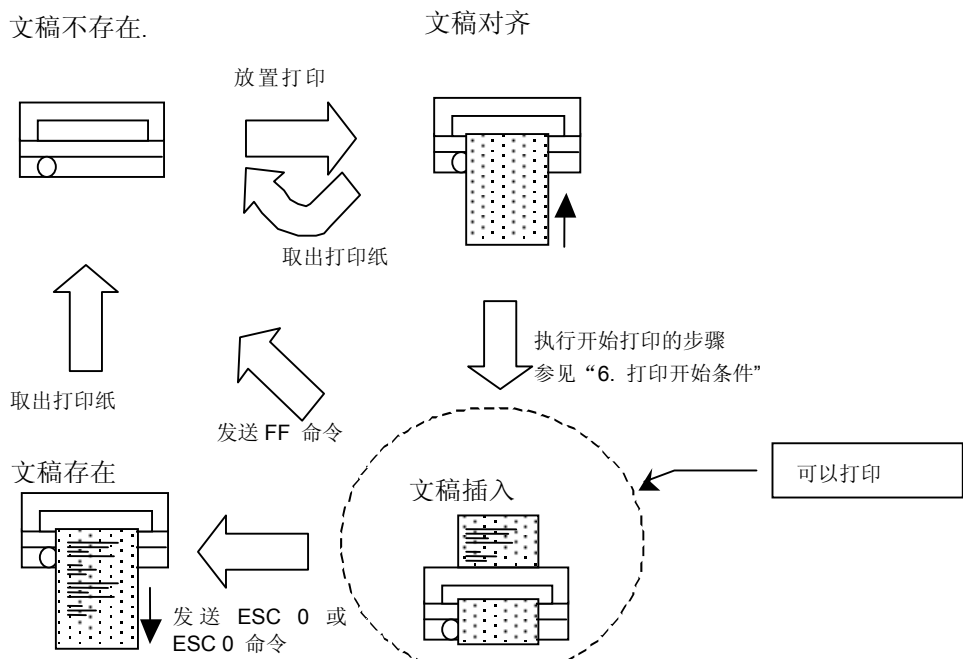 文稿不存在.
文稿对齐
放置打印
取出打印纸
执行开始打印的步骤
参见“6. 打印开始条件”
取出打印纸
发送 FF 命令
文稿存在
文稿插入
可以打印
发送 ESC 0 或
ESC 0 命令